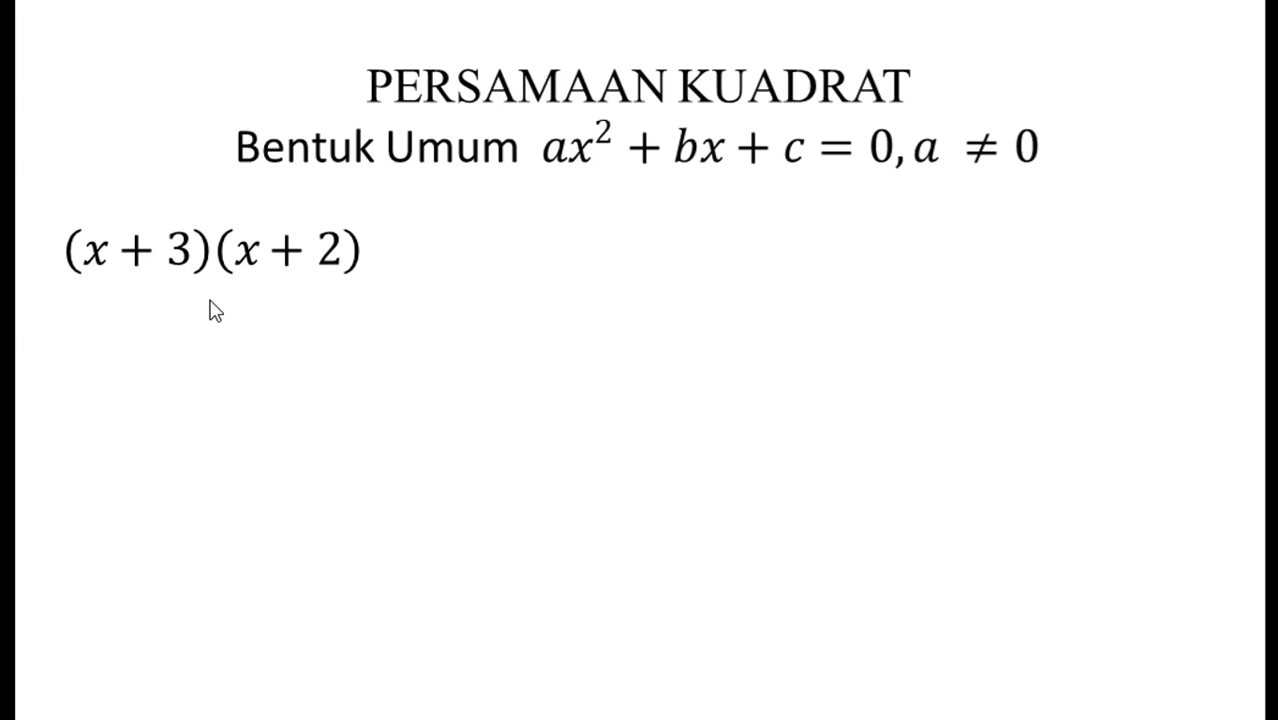 PERSAMAAN KUADRAT
Bentuk Umum ax² + bx + c = 0, a ≠ 0
(x + 3)(x + 2)